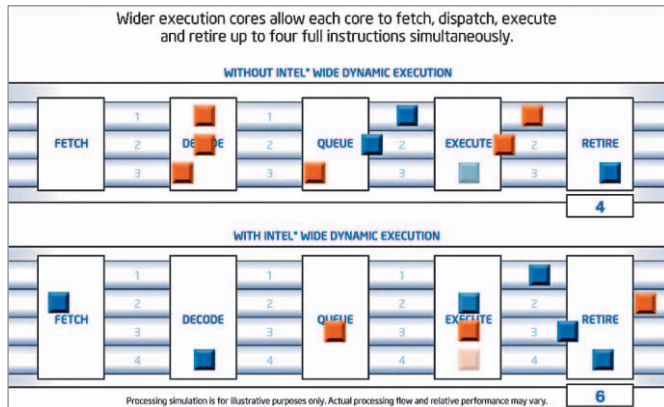 Wider execution cores allow each core to fetch, dispatch, execute
and retire up to four full instructions simultaneously.
WITHOUT INTEL® WIDE DYNAMIC EXECUTION
1 1 1
FETCH 2 DECODE 2 QUEUE 2 EXECUTE 2 RETIRE
3 3 3 3
4
WITH INTEL® WIDE DYNAMIC EXECUTION
1 1 1 1
FETCH 2 2 2 2
3 DECODE 3 QUEUE 3 EXECUTE 3 RETIRE
4 4 4 4
6
Processing simulation is for illustrative purposes only. Actual processing flow and relative performance may vary.